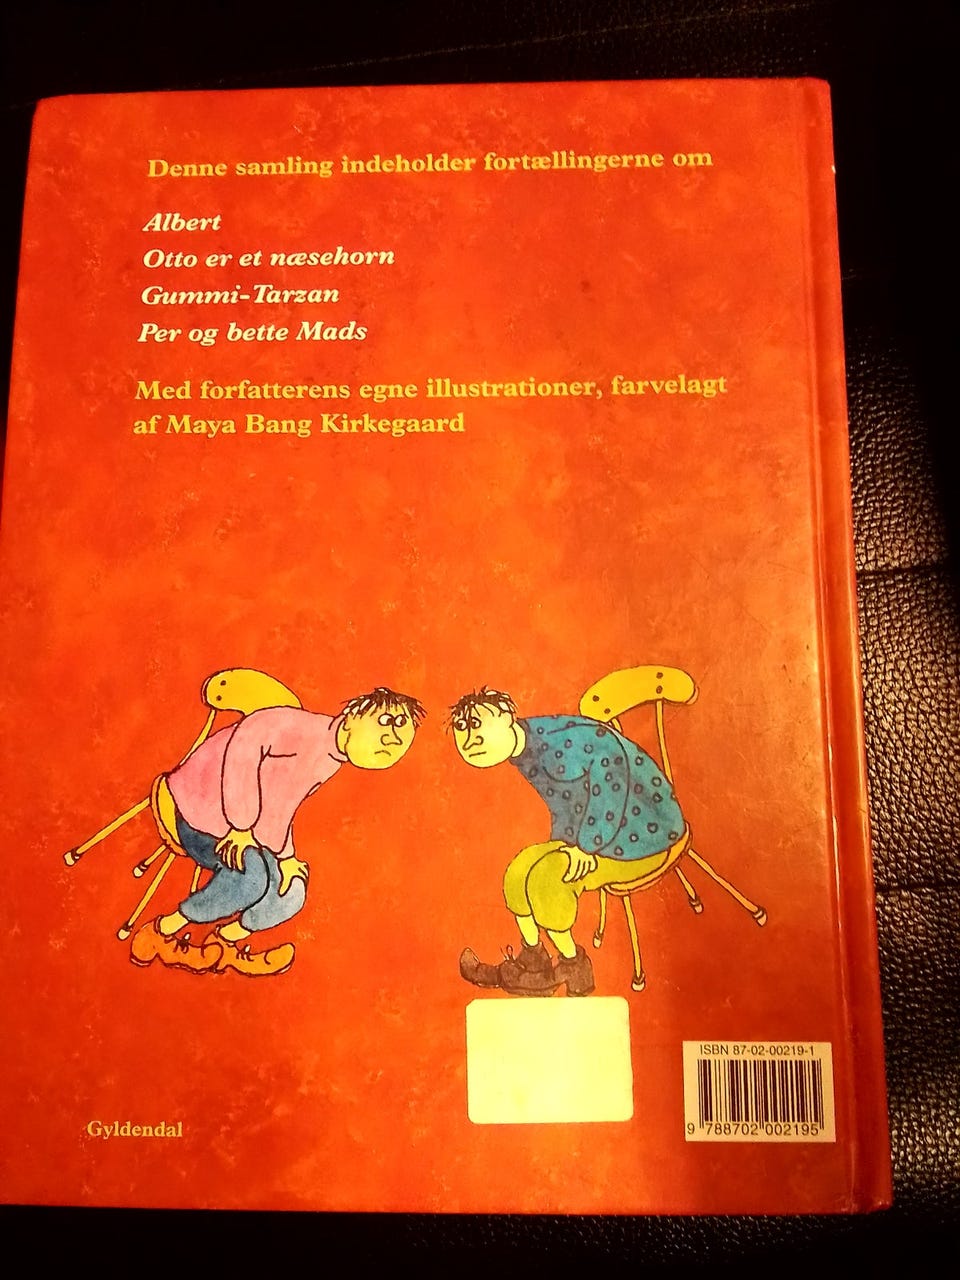 Denne samling indeholder fortællingerne om
Albert
Otto er et næsehorn
Gummi-Tarzan
Per og bette Mads
Med forfatterens egne illustrationer, farvelagt
af Maya Bang Kirkegaard
ISBN 87-02-00219-1
9 788702 002195
Gyldendal